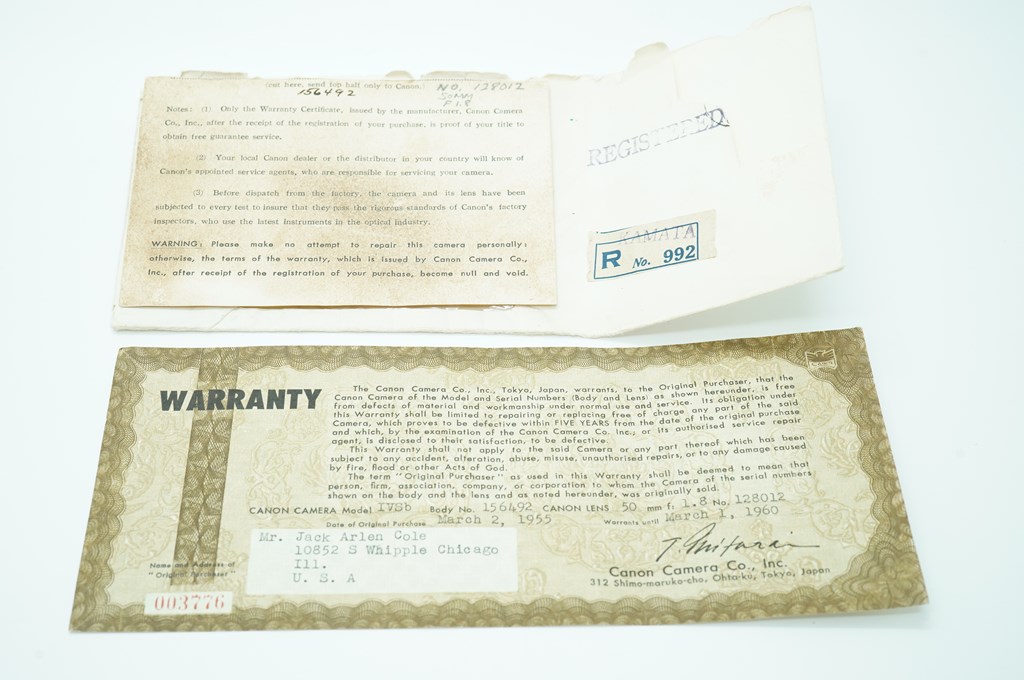 (cut here, send top half only to Canon.)
NO. 128012
156492
50MM
F1.8
Notes: (1) Only the Warranty Certificate, issued by the manufacturer, Canon Camera
Co., Inc., after the receipt of the registration of your purchase, is proof of your title to
obtain free guarantee service.
(2) Your local Canon dealer or the distributor in your country will know of
Canon's appointed service agents, who are responsible for servicing your camera.
(3) Before dispatch from the factory, the camera and its lens have been
subjected to every test to insure that they pass the rigorous standards of Canon's factory
inspectors, who use the latest instruments in the optical industry.
WARNING: Please make no attempt to repair this camera personally:
otherwise, the terms of the warranty, which is issued by Canon Camera Co.,
Inc., after receipt of the registration of your purchase, become null and void.
REGISTERED
KAMATA
R No. 992
WARRANTY
The Canon Camera Co., Inc., Tokyo, Japan, warrants, to the Original Purchaser, that the
Canon Camera of the Model and Serial Numbers (Body and Lens) as shown hereunder, is free
from defects of material and workmanship under normal use and service. Its obligation under
this Warranty shall be limited to repairing or replacing free of charge any part of the said
Camera, which proves to be defective within FIVE YEARS from the date of the original purchase
and which, by the examination of the Canon Camera Co., Inc., or its authorised service repair
agent, is disclosed to their satisfaction, to be defective.
This Warranty shall not apply to the said Camera or any part thereof which has been
subject to any accident, alteration, abuse, misuse, unauthorised repairs, or to any damage caused
by fire, flood or other Acts of God.
The term "Original Purchaser" as used in this Warranty shall be deemed to mean that
person, firm, association, company, or corporation to whom the Camera of the serial numbers
shown on the body and the lens and as noted hereunder, was originally sold.
CANON CAMERA Model IVSb Body No. 156492 CANON LENS 50 mm f: 1.8 No. 128012
Date of Original Purchase March 2, 1955 Warrants until March 1, 1960
Mr. Jack Arlen Cole
10852 S Whipple Chicago
Ill.
U. S. A
Name and Address of
"Original Purchaser"
003776
T. Mitarai
Canon Camera Co., Inc.
312 Shimo-maruko-cho, Ohta-ku, Tokyo, Japan